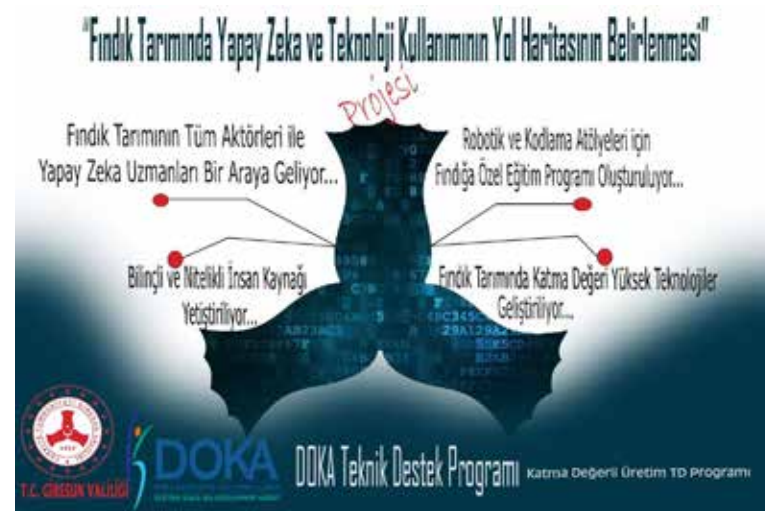 "Fındık Tarımında Yapay Zeka ve Teknoloji Kullanımının Yol Haritasının Belirlenmesi"
Projesi
Fındık Tarımının Tüm Aktörleri ile
Yapay Zeka Uzmanları Bir Araya Geliyor...
Robotik ve Kodlama Atölyeleri için
Fındığa Özel Eğitim Programı Oluşturuluyor...
Bilinçli ve Nitelikli İnsan Kaynağı
Yetiştiriliyor...
Fındık Tarımında Katma Değeri Yüksek Teknolojiler
Geliştiriliyor...
T.C. GİRESUN VALİLİĞİ
DOKA
DOKA Teknik Destek Programı
Katma Değerli Üretim TD Programı